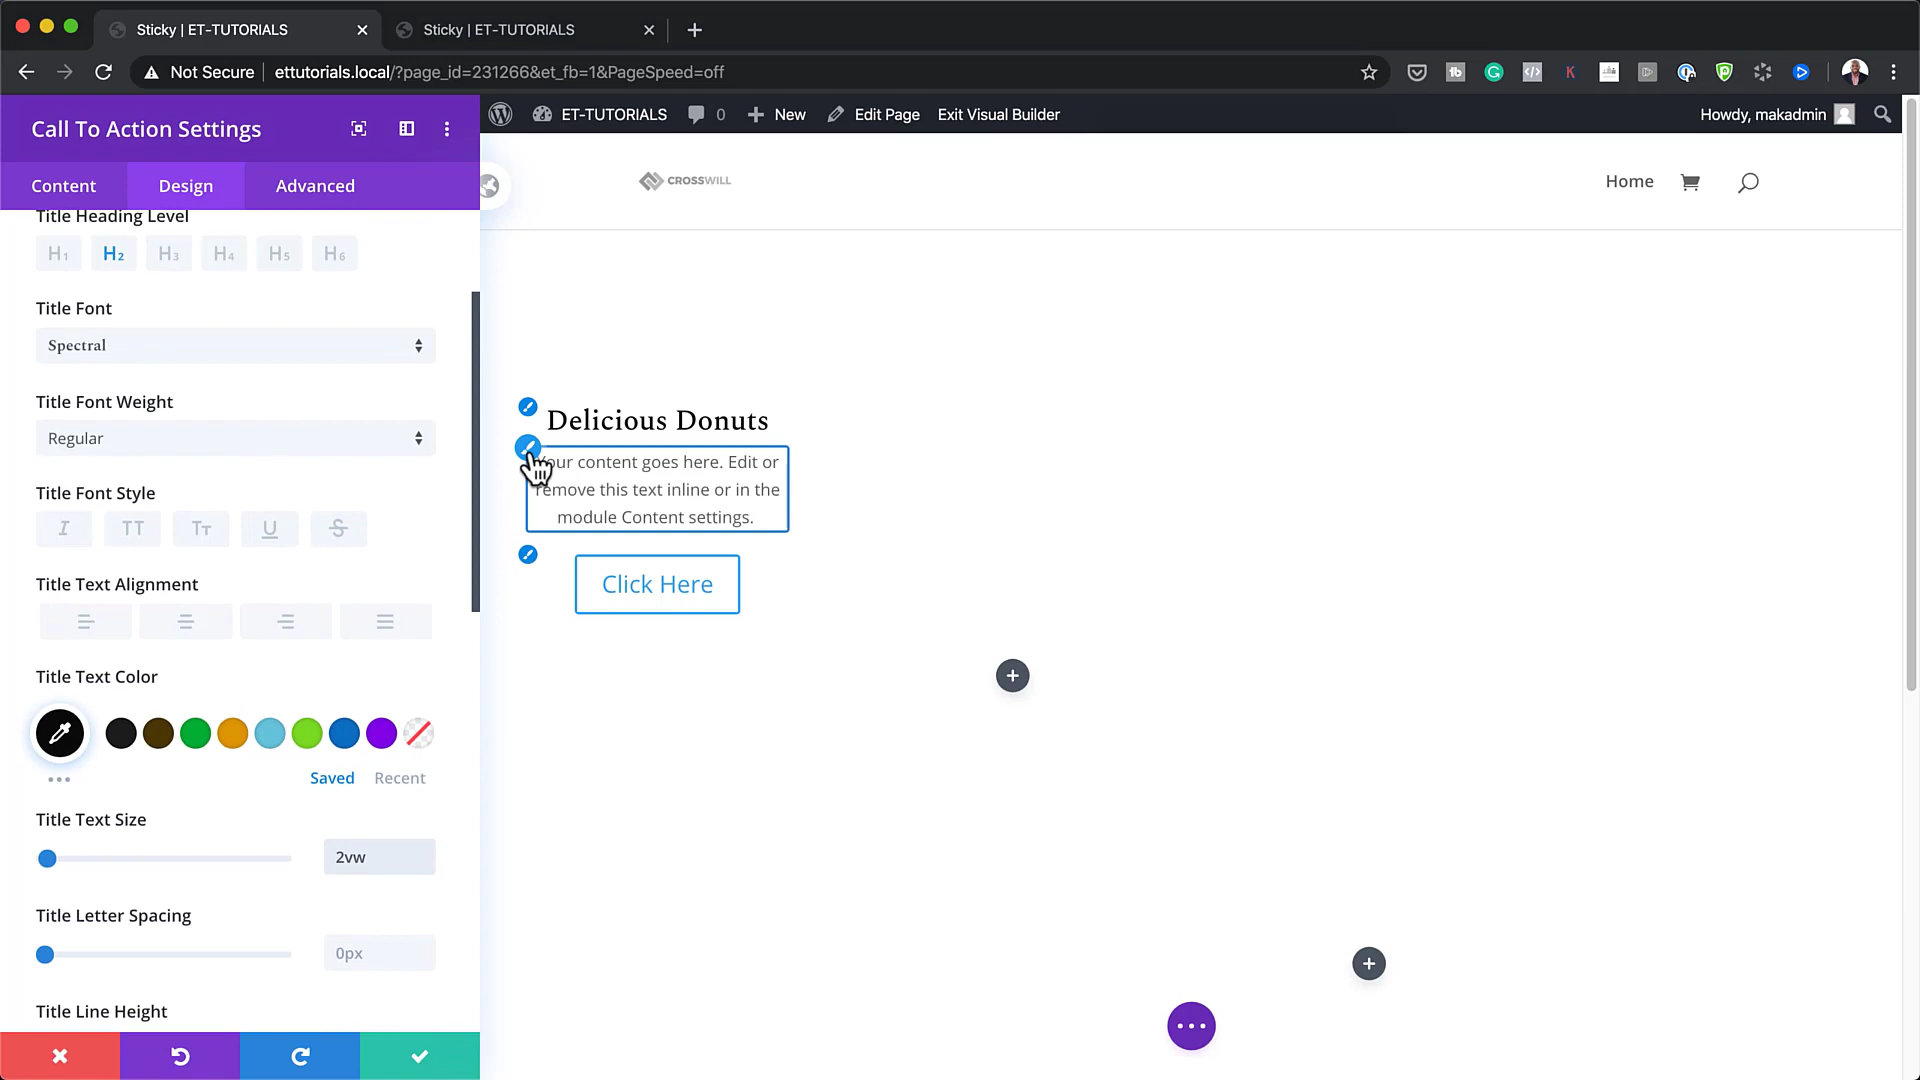 Sticky | ET-TUTORIALS
Sticky | ET-TUTORIALS
Not Secure
ettutorials.local/?page_id=231266&et_fb=1&PageSpeed=off
Call To Action Settings
ET-TUTORIALS
0
New
Edit Page
Exit Visual Builder
Howdy, makadmin
Content
Design
Advanced
CROSSWILL
Home
Title Heading Level
H1
H2
H3
H4
H5
H6
Title Font
Spectral
Title Font Weight
Regular
Title Font Style
I
TT
Tт
U
S
Title Text Alignment
Title Text Color
Saved
Recent
Title Text Size
2vw
Title Letter Spacing
0px
Title Line Height
Delicious Donuts
Your content goes here. Edit or
remove this text inline or in the
module Content settings.
Click Here